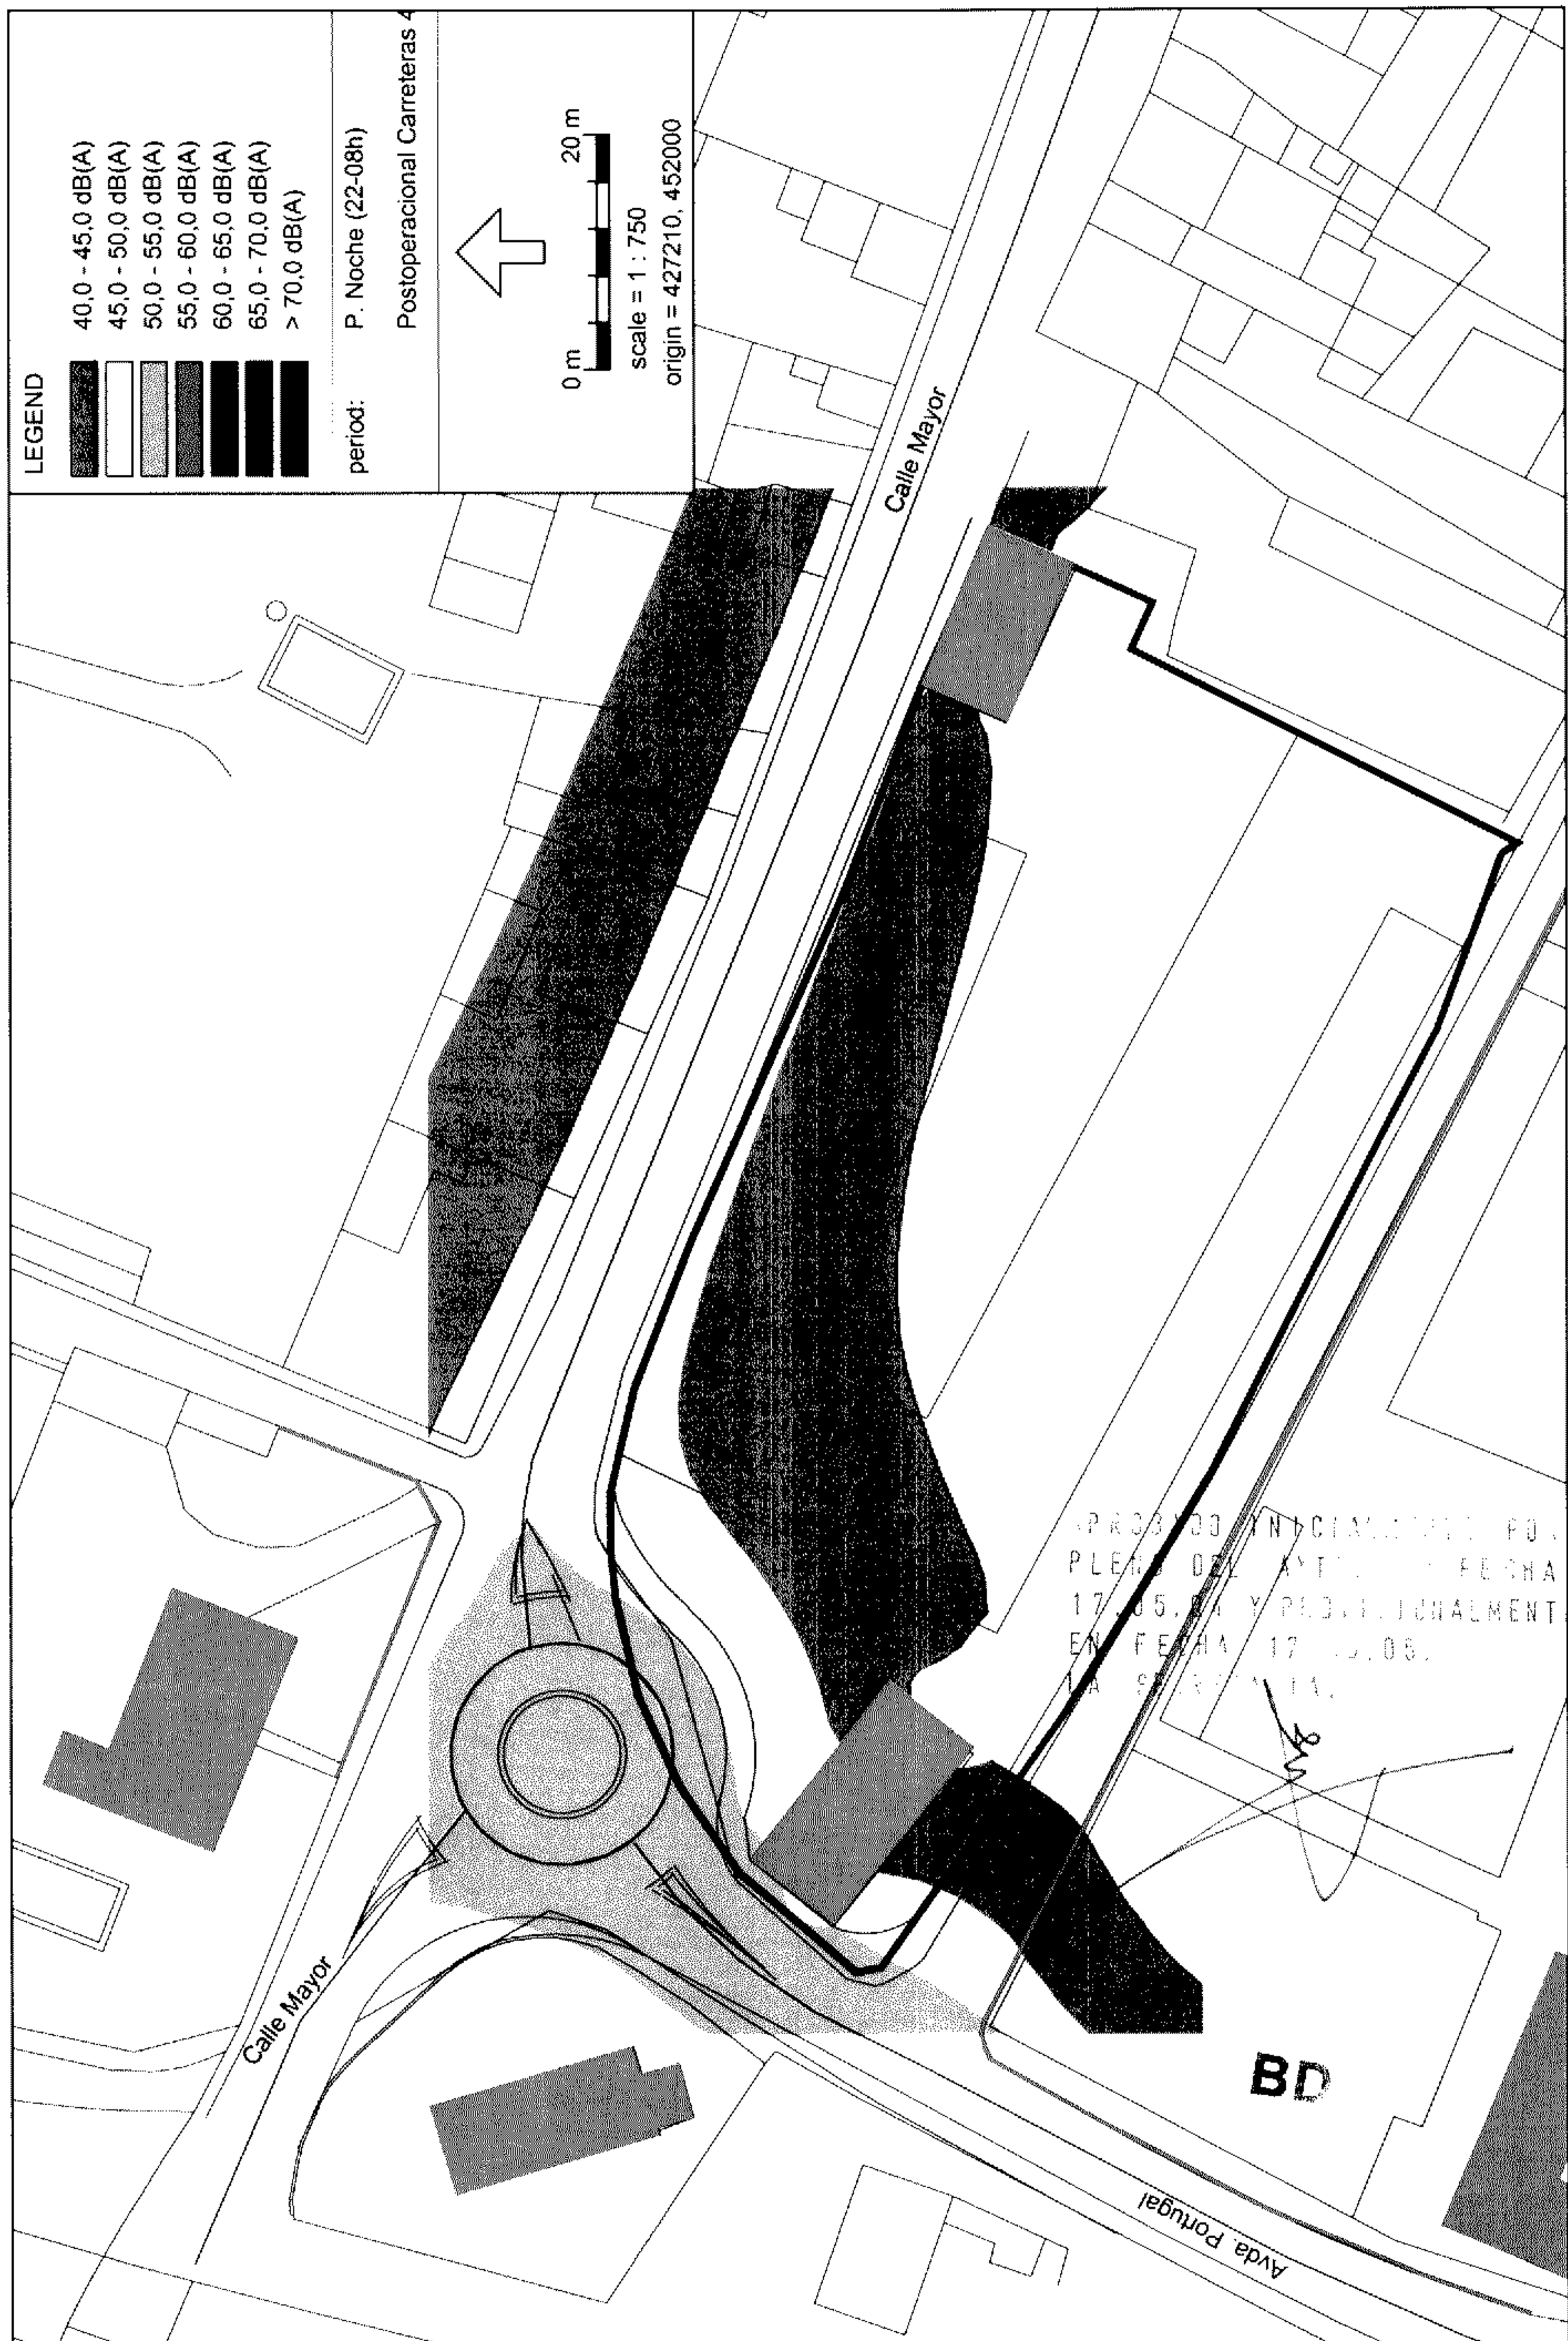 LEGEND
40,0 - 45,0 dB(A)
45,0 - 50,0 dB(A)
50,0 - 55,0 dB(A)
55,0 - 60,0 dB(A)
60,0 - 65,0 dB(A)
65,0 - 70,0 dB(A)
> 70,0 dB(A)
period: P. Noche (22-08h)
Postoperacional Carreteras 4
0 m 20 m
scale = 1 : 750
origin = 427210, 452000
Calle Mayor
Calle Mayor
Avda. Portugal
PLENO DEL FECHA
17.05.
EN FECHA 17
LA
BD